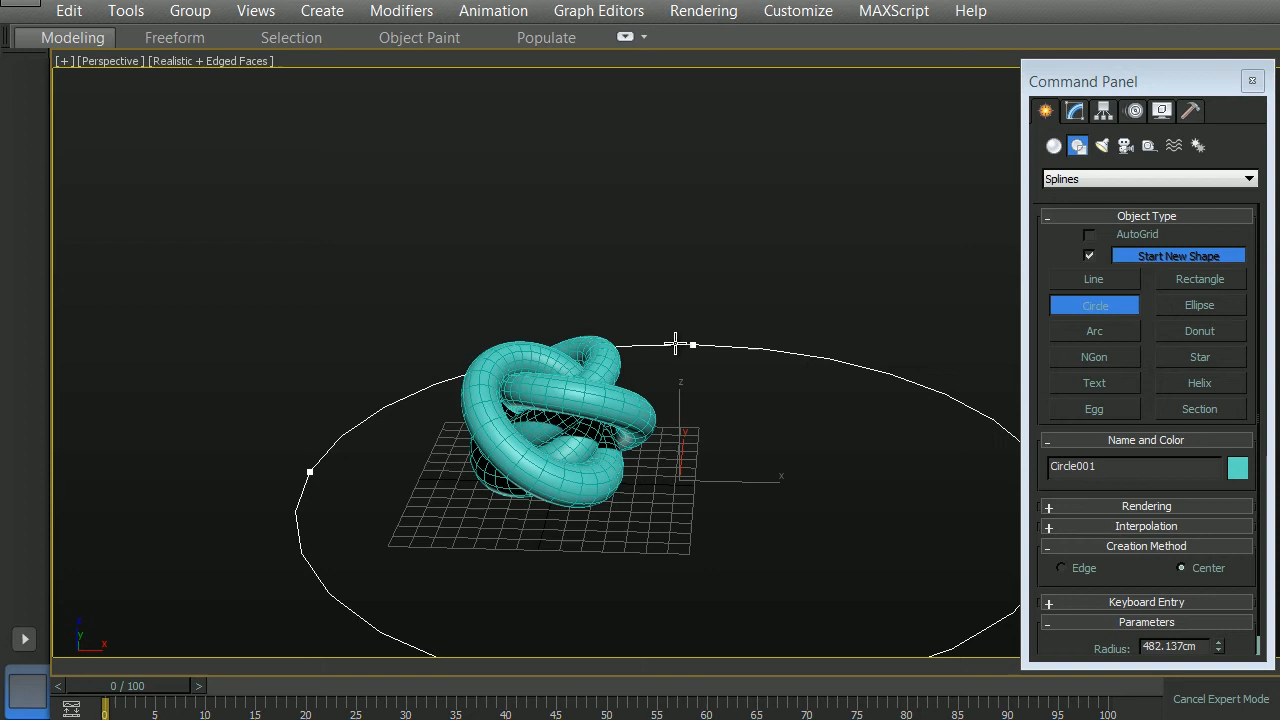 Edit Tools Group Views Create Modifiers Animation Graph Editors Rendering Customize MAXScript Help
Modeling Freeform Selection Object Paint Populate
[+] [Perspective] [Realistic + Edged Faces]
Command Panel
Splines
- Object Type
AutoGrid
Start New Shape
Line Rectangle
Circle Ellipse
Arc Donut
NGon Star
Text Helix
Egg Section
- Name and Color
Circle001
+ Rendering
+ Interpolation
- Creation Method
Edge Center
+ Keyboard Entry
- Parameters
Radius: 482.137cm
z
y
x
z
y
x
< 0 / 100 >
0 5 10 15 20 25 30 35 40 45 50 55 60 65 70 75 80 85 90 95 100
Cancel Expert Mode